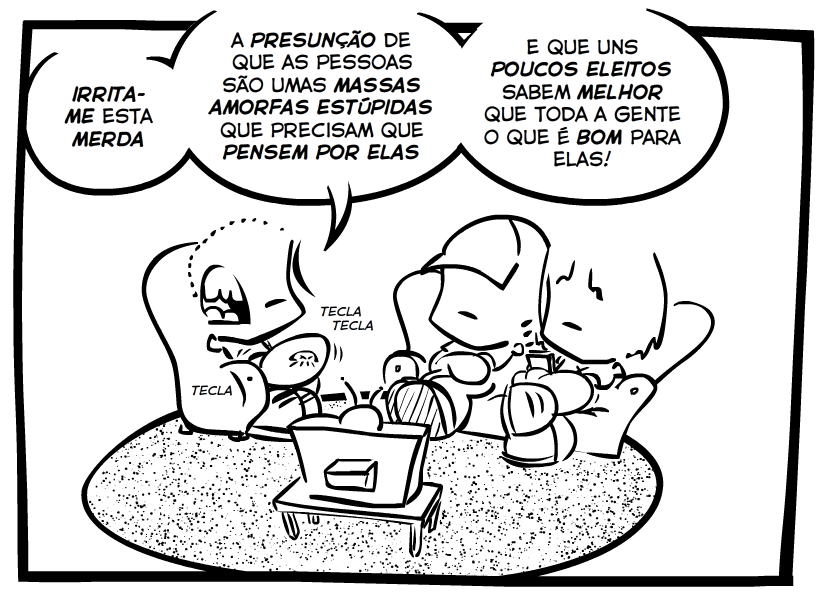 IRRITA-
ME ESTA
MERDA
A PRESUNÇÃO DE
QUE AS PESSOAS
SÃO UMAS MASSAS
AMORFAS ESTÚPIDAS
QUE PRECISAM QUE
PENSEM POR ELAS
E QUE UNS
POUCOS ELEITOS
SABEM MELHOR
QUE TODA A GENTE
O QUE É BOM PARA
ELAS!
TECLA
TECLA
TECLA